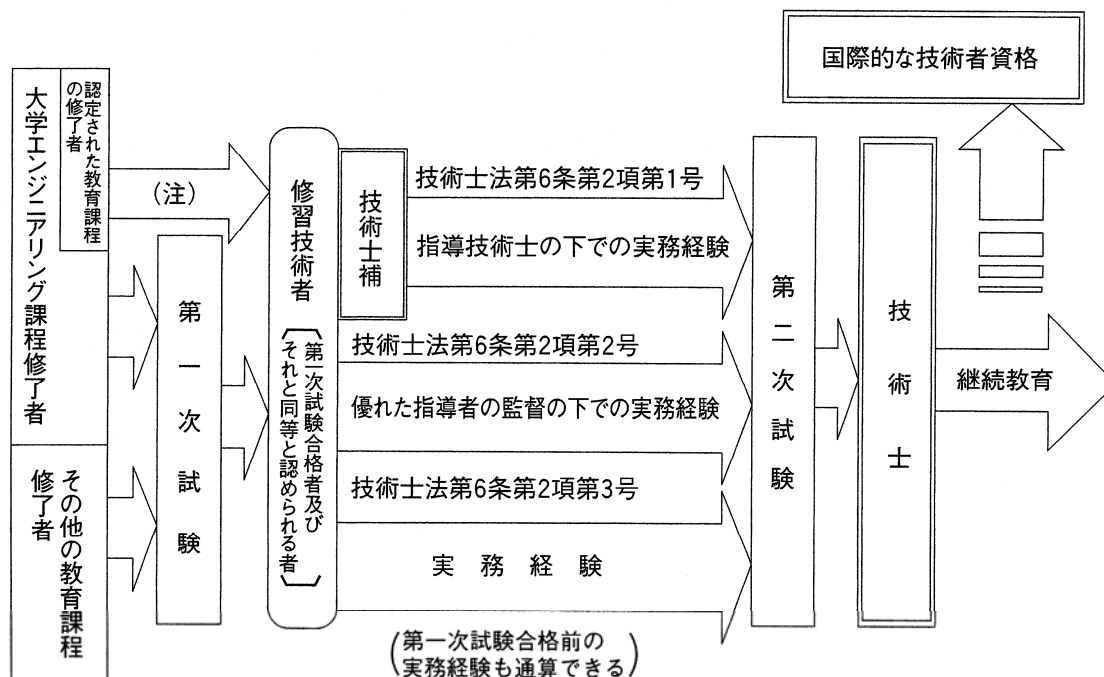 国際的な技術者資格
認定された教育課程
の修了者
大学エンジニアリング課程修了者
その他の教育課程
修了者
(注)
第一次試験
修習技術者
第一次試験合格者及び
それと同等と認められる者
技術士補
技術士法第6条第2項第1号
指導技術士の下での実務経験
技術士法第6条第2項第2号
優れた指導者の監督の下での実務経験
技術士法第6条第2項第3号
実務経験
(第一次試験合格前の
実務経験も通算できる)
第二次試験
技術士
継続教育